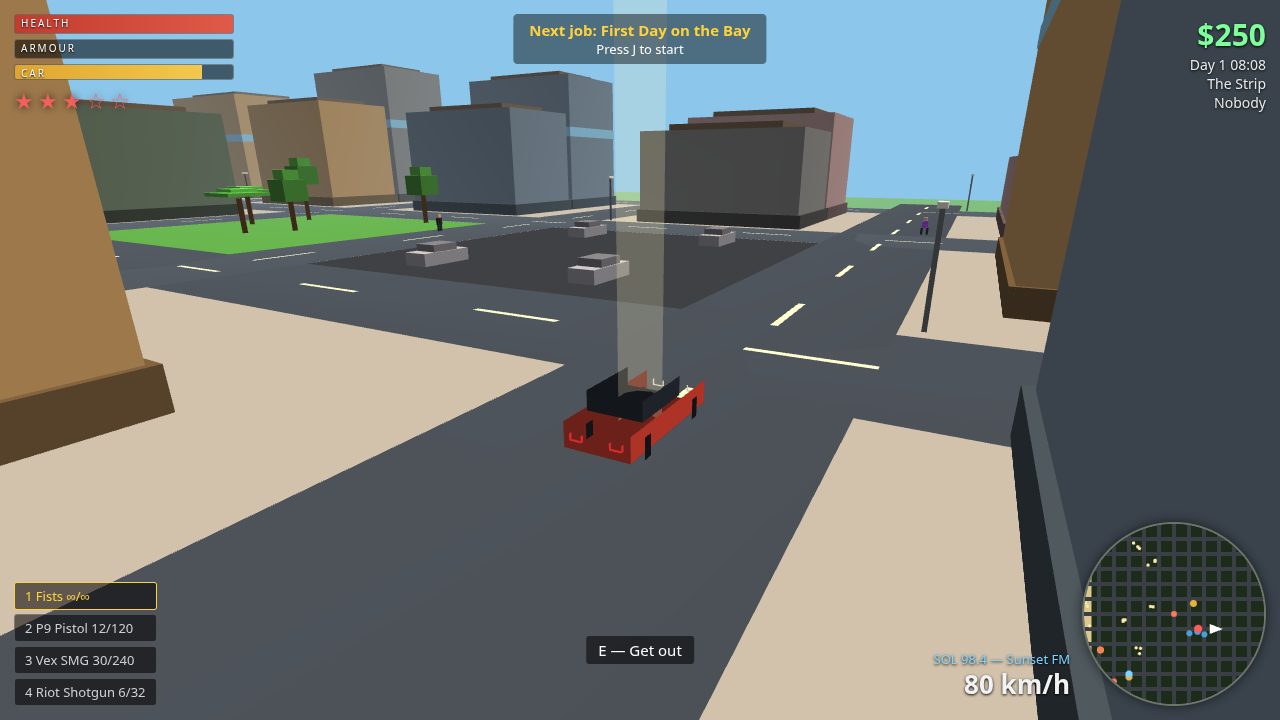 HEALTH
ARMOUR
CAR
★ ★ ★ ☆ ☆
Next job: First Day on the Bay
Press J to start
$250
Day 1 08:08
The Strip
Nobody
1 Fists ∞/∞
2 P9 Pistol 12/120
3 Vex SMG 30/240
4 Riot Shotgun 6/32
E — Get out
SOL 98.4 — Sunset FM
80 km/h